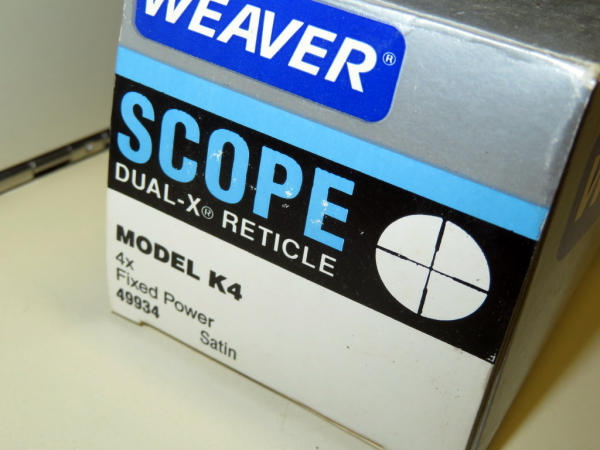 WEAVER®
SCOPE
DUAL-X® RETICLE
MODEL K4
4x
Fixed Power
49934
Satin